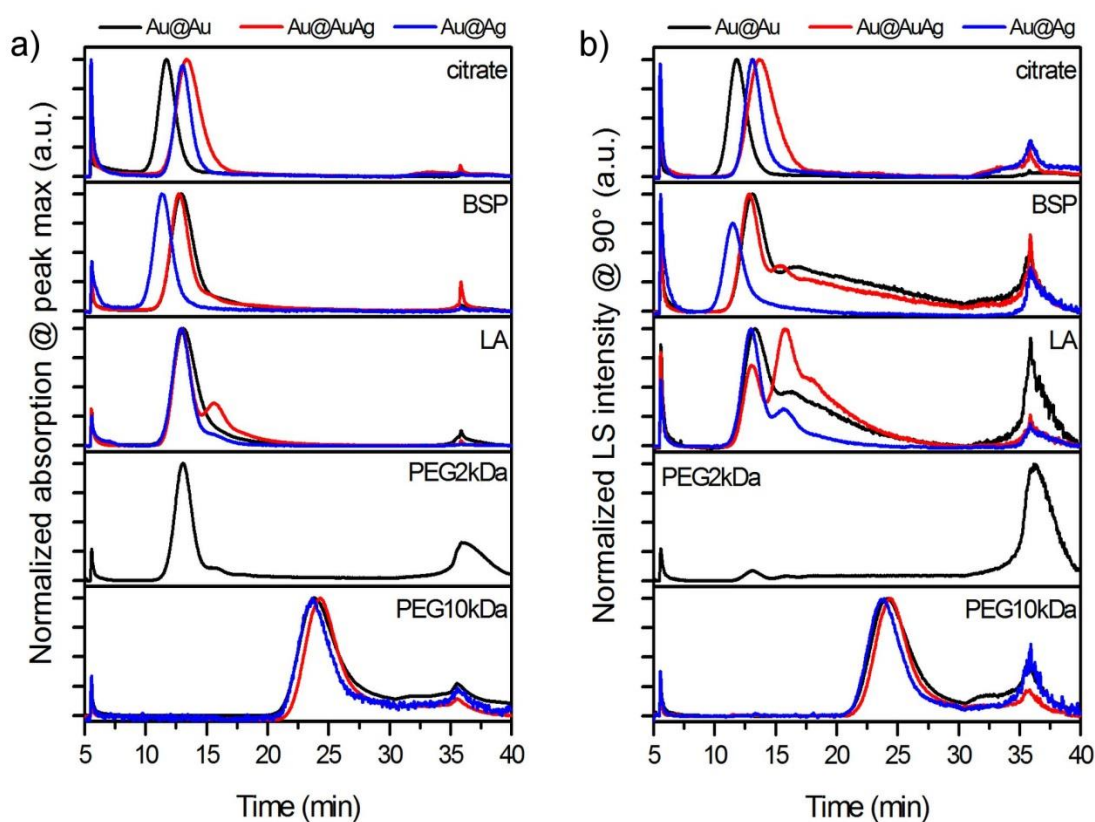 Au@Au Au@AuAg Au@Ag
a)
Normalized absorption @ peak max (a.u.)
citrate
BSP
LA
PEG2kDa
PEG10kDa
5 10 15 20 25 30 35 40
Time (min)
Au@Au Au@AuAg Au@Ag
b)
Normalized LS intensity @ 90° (a.u.)
citrate
BSP
LA
PEG2kDa
PEG10kDa
5 10 15 20 25 30 35 40
Time (min)